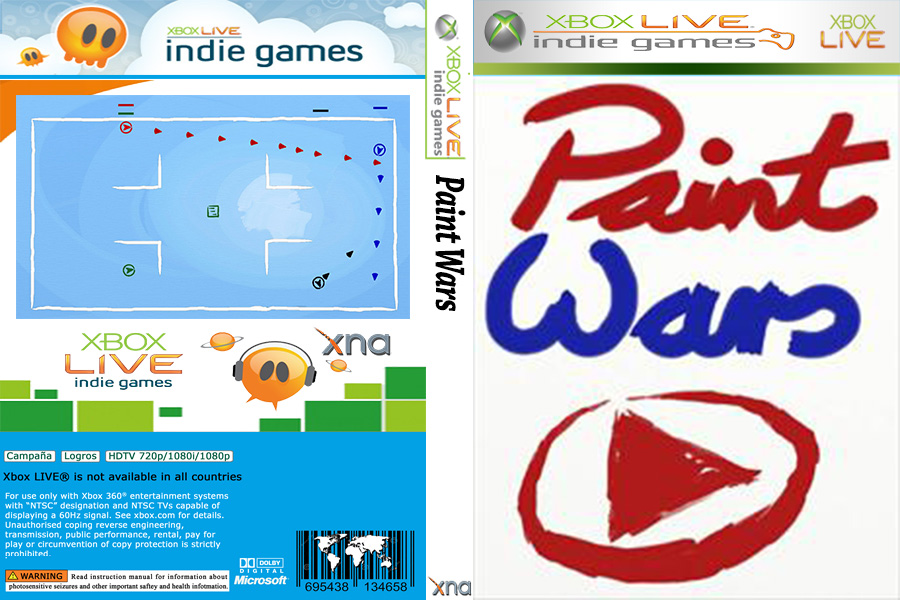 XBOX LIVE
indie games
XBOX LIVE
indie games
XBOX LIVE
indie games
xna
Campaña
Logros
HDTV 720p/1080i/1080p
Xbox LIVE® is not available in all countries
For use only with Xbox 360® entertainment systems
with “NTSC” designation and NTSC TVs capable of
displaying a 60Hz signal. See xbox.com for details.
Unauthorised coping reverse engineering,
transmission, public performance, rental, pay for
play or circumvention of copy protection is strictly
prohibited.
WARNING Read instruction manual for information about
photosensitive seizures and other important saftey and health infotmation.
DOLBY
DIGITAL
Microsoft
695438 134658
XBOX LIVE
indie games
Paint Wars
xna
XBOX LIVE
indie games
XBOX
LIVE
Paint
Wars